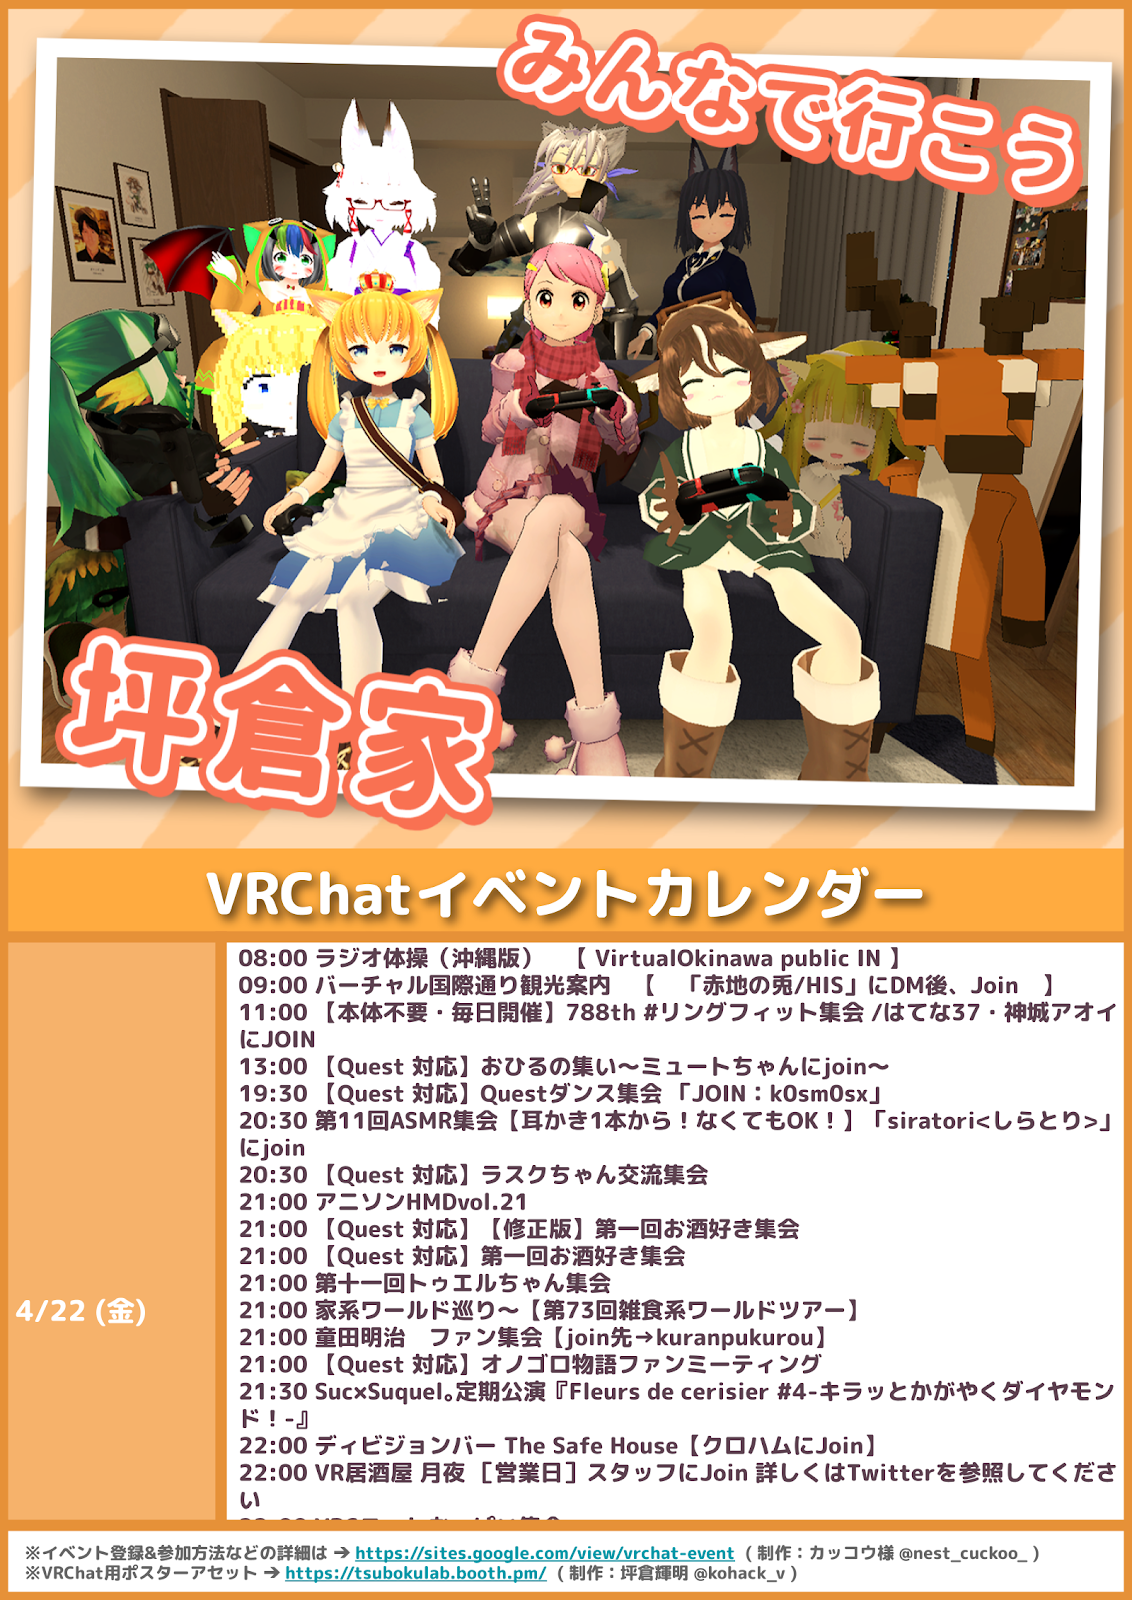 みんなで行こう
坪倉家
VRChatイベントカレンダー
4/22 (金)
08:00 ラジオ体操（沖縄版）　【 VirtualOkinawa public IN 】
09:00 バーチャル国際通り観光案内　【　「赤地の兎/HIS」にDM後、Join　】
11:00 【本体不要・毎日開催】788th #リングフィット集会 /はてな37・神城アオイ
にJOIN
13:00 【Quest 対応】おひるの集い～ミュートちゃんにjoin～
19:30 【Quest 対応】Questダンス集会 「JOIN：k0sm0sx」
20:30 第11回ASMR集会【耳かき1本から！なくてもOK！】「siratori<しらとり>」
にjoin
20:30 【Quest 対応】ラスクちゃん交流集会
21:00 アニソンHMDvol.21
21:00 【Quest 対応】【修正版】第一回お酒好き集会
21:00 【Quest 対応】第一回お酒好き集会
21:00 第十一回トゥエルちゃん集会
21:00 家系ワールド巡り～【第73回雑食系ワールドツアー】
21:00 童田明治　ファン集会【join先→kuranpukurou】
21:00 【Quest 対応】オノゴロ物語ファンミーティング
21:30 Suc×Suquel｡定期公演『Fleurs de cerisier #4-キラッとかがやくダイヤモン
ド！-』
22:00 ディビジョンバー The Safe House【クロハムにJoin】
22:00 VR居酒屋 月夜 ［営業日］スタッフにJoin 詳しくはTwitterを参照してくださ
い
※イベント登録&参加方法などの詳細は → https://sites.google.com/view/vrchat-event （ 制作：カッコウ様 @nest_cuckoo_ ）
※VRChat用ポスターアセット → https://tsubokulab.booth.pm/ （ 制作：坪倉輝明 @kohack_v ）